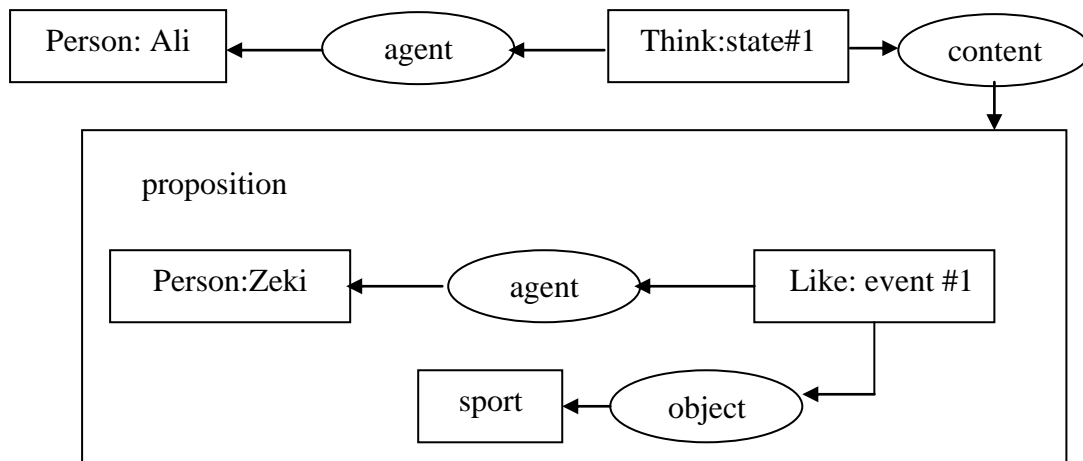 Person: Ali
agent
Think:state#1
content
proposition
Person:Zeki
agent
Like: event #1
sport
object